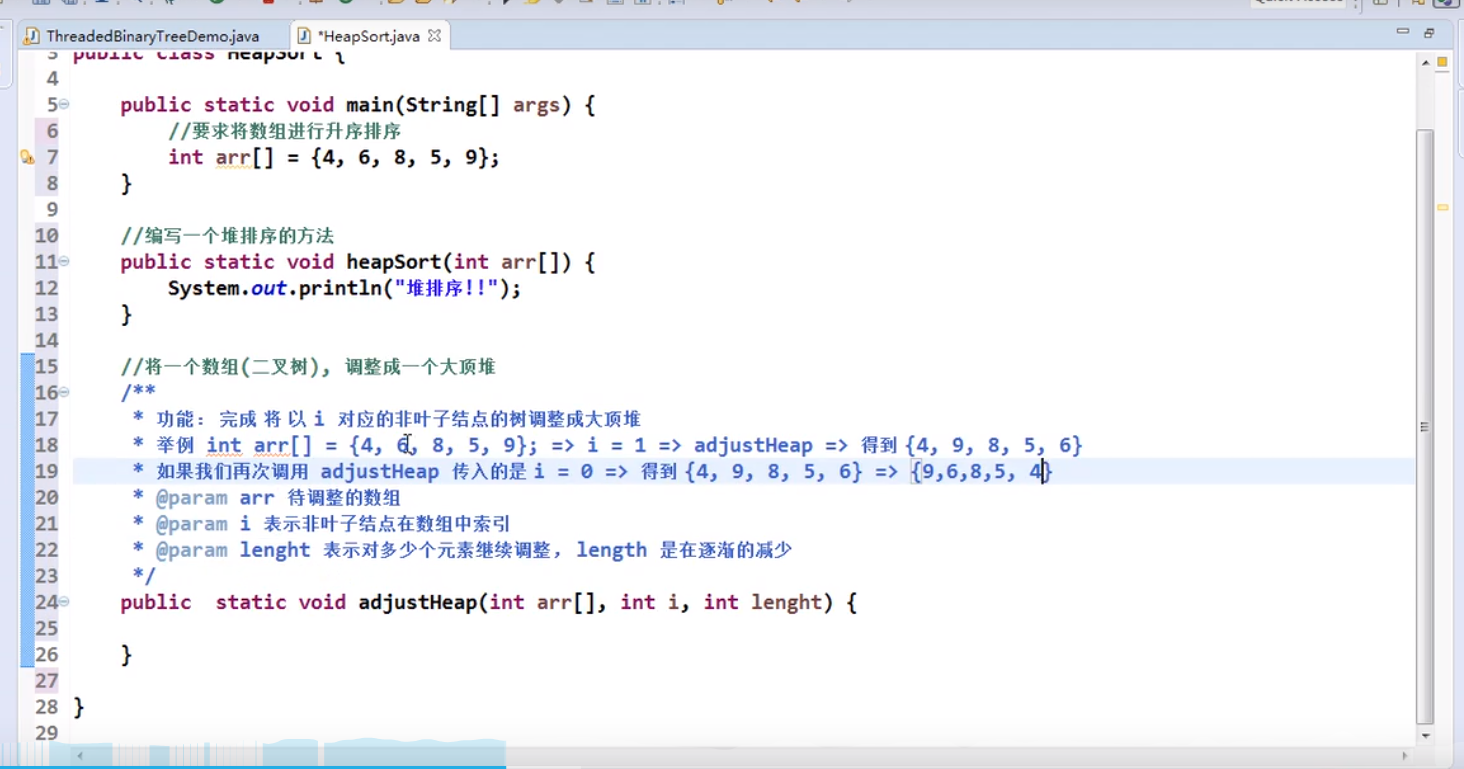 Quick Access
ThreadedBinaryTreeDemo.java
*HeapSort.java
3 public class HeapSort {
4
5 public static void main(String[] args) {
6 //要求将数组进行升序排序
7 int arr[] = {4, 6, 8, 5, 9};
8 }
9
10 //编写一个堆排序的方法
11 public static void heapSort(int arr[]) {
12 System.out.println("堆排序!!");
13 }
14
15 //将一个数组(二叉树), 调整成一个大顶堆
16 /**
17 * 功能： 完成 将 以 i 对应的非叶子结点的树调整成大顶堆
18 * 举例 int arr[] = {4, 6, 8, 5, 9}; => i = 1 => adjustHeap => 得到 {4, 9, 8, 5, 6}
19 * 如果我们再次调用 adjustHeap 传入的是 i = 0 => 得到 {4, 9, 8, 5, 6} => {9,6,8,5, 4}
20 * @param arr 待调整的数组
21 * @param i 表示非叶子结点在数组中索引
22 * @param lenght 表示对多少个元素继续调整， length 是在逐渐的减少
23 */
24 public static void adjustHeap(int arr[], int i, int lenght) {
25
26 }
27
28 }
29